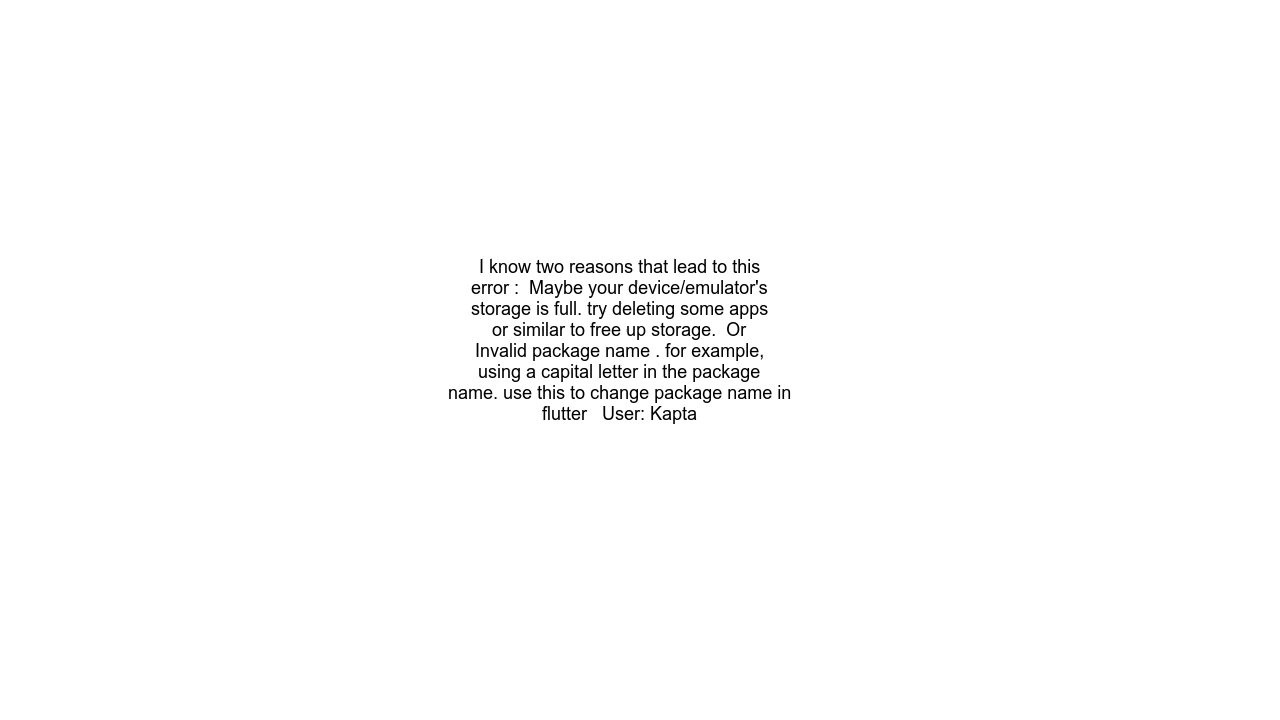 I know two reasons that lead to this
error :  Maybe your device/emulator's
storage is full. try deleting some apps
or similar to free up storage.  Or
Invalid package name . for example,
using a capital letter in the package
name. use this to change package name in
flutter   User: Kapta